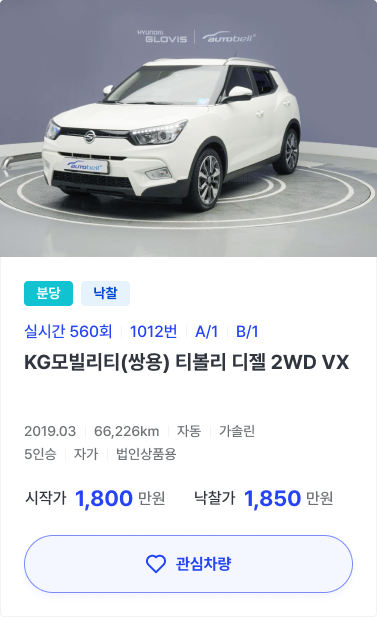 HYUNDAI GLOVIS autobell
autobell
분당 낙찰
실시간 560회 1012번 A/1 B/1
KG모빌리티(쌍용) 티볼리 디젤 2WD VX
2019.03 66,226km 자동 가솔린
5인승 자가 법인상품용
시작가 1,800 만원 낙찰가 1,850 만원
관심차량